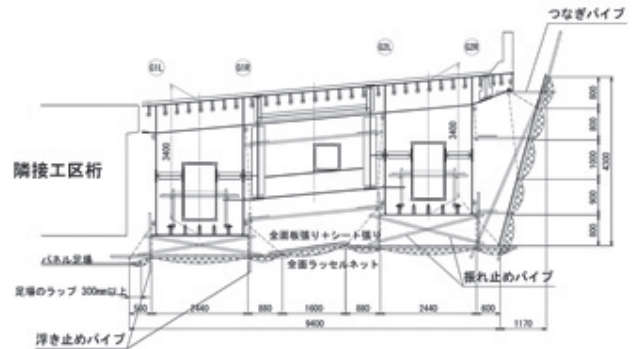 つなぎパイプ
G1L
G1R
G2L
G2R
隣接工区桁
3400
3400
800
800
1000
900
800
4300
全面板張り+シート張り
パネル足場
全面ラッセルネット
振れ止めパイプ
足場のラップ 300mm以上
560
2440
880
1600
880
2440
600
9400
1170
浮き止めパイプ